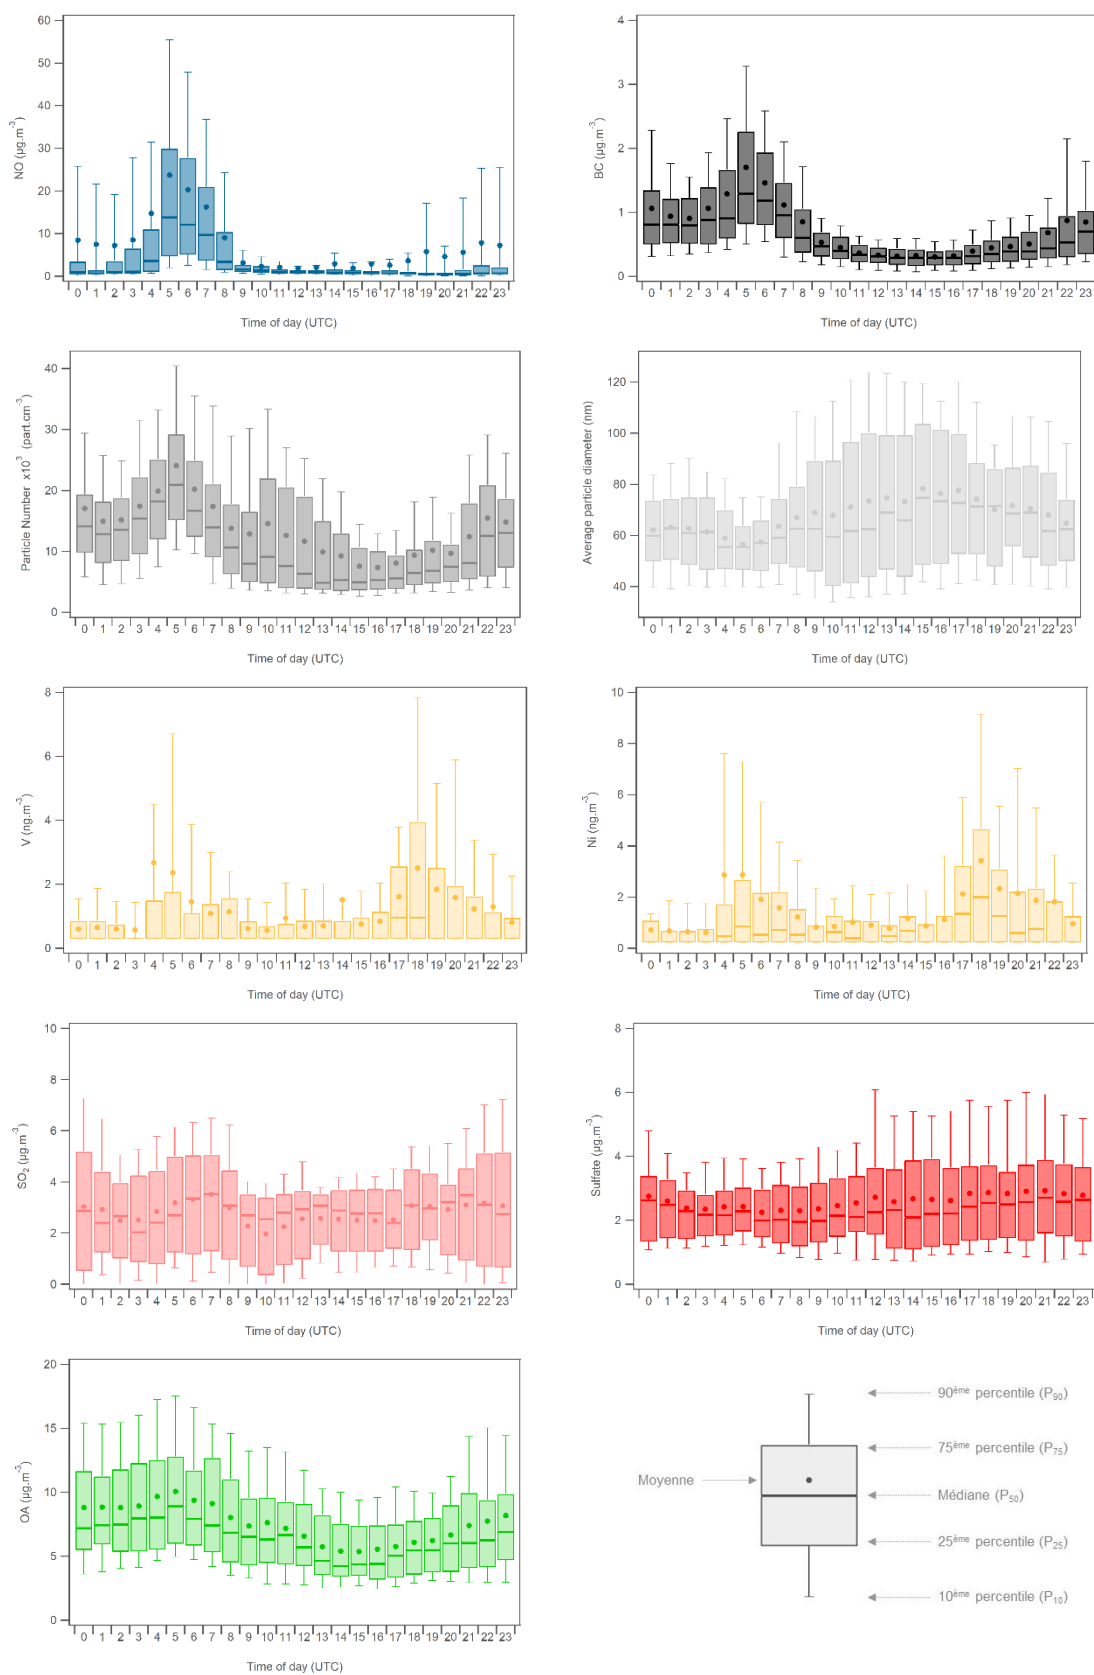 60
50
40
30
20
10
0
NO (µg.m-3)
0 1 2 3 4 5 6 7 8 9 10 11 12 13 14 15 16 17 18 19 20 21 22 23
Time of day (UTC)
4
3
2
1
0
BC (µg.m-3)
0 1 2 3 4 5 6 7 8 9 10 11 12 13 14 15 16 17 18 19 20 21 22 23
Time of day (UTC)
40
30
20
10
0
Particle Number x10³ (part.cm-3)
0 1 2 3 4 5 6 7 8 9 10 11 12 13 14 15 16 17 18 19 20 21 22 23
Time of day (UTC)
120
100
80
60
40
Average particle diameter (nm)
0 1 2 3 4 5 6 7 8 9 10 11 12 13 14 15 16 17 18 19 20 21 22 23
Time of day (UTC)
8
6
4
2
0
V (ng.m-3)
0 1 2 3 4 5 6 7 8 9 10 11 12 13 14 15 16 17 18 19 20 21 22 23
Time of day (UTC)
10
8
6
4
2
0
Ni (ng.m-3)
0 1 2 3 4 5 6 7 8 9 10 11 12 13 14 15 16 17 18 19 20 21 22 23
Time of day (UTC)
10
8
6
4
2
0
SO₂ (µg.m-3)
0 1 2 3 4 5 6 7 8 9 10 11 12 13 14 15 16 17 18 19 20 21 22 23
Time of day (UTC)
8
6
4
2
0
Sulfate (µg.m-3)
0 1 2 3 4 5 6 7 8 9 10 11 12 13 14 15 16 17 18 19 20 21 22 23
Time of day (UTC)
20
15
10
5
0
OA (µg.m-3)
0 1 2 3 4 5 6 7 8 9 10 11 12 13 14 15 16 17 18 19 20 21 22 23
Time of day (UTC)
90ème percentile (P90)
75ème percentile (P75)
Moyenne
Médiane (P50)
25ème percentile (P25)
10ème percentile (P10)